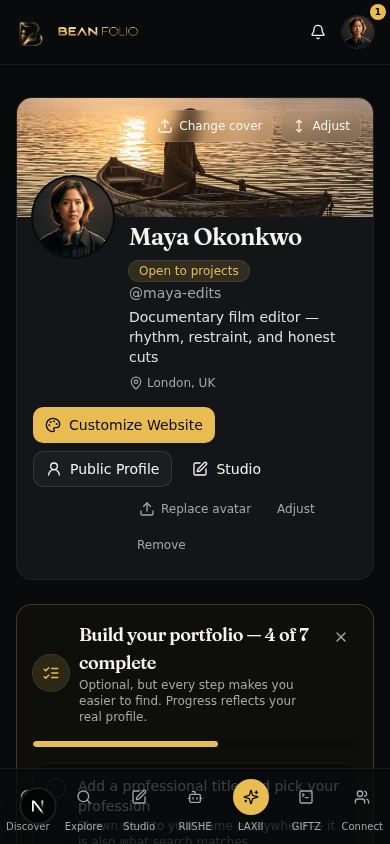 1
BEAN FOLIO
Change cover
Adjust
Maya Okonkwo
Open to projects
@maya-edits
Documentary film editor —
rhythm, restraint, and honest
cuts
London, UK
Customize Website
Public Profile
Studio
Replace avatar
Adjust
Remove
Build your portfolio — 4 of 7
complete
Optional, but every step makes you
easier to find. Progress reflects your
real profile.
Add a professional title and pick your
profession
N
Discover
Explore
Studio
RIISHE
LAXII
GIFTZ
Connect
is also what search matches.